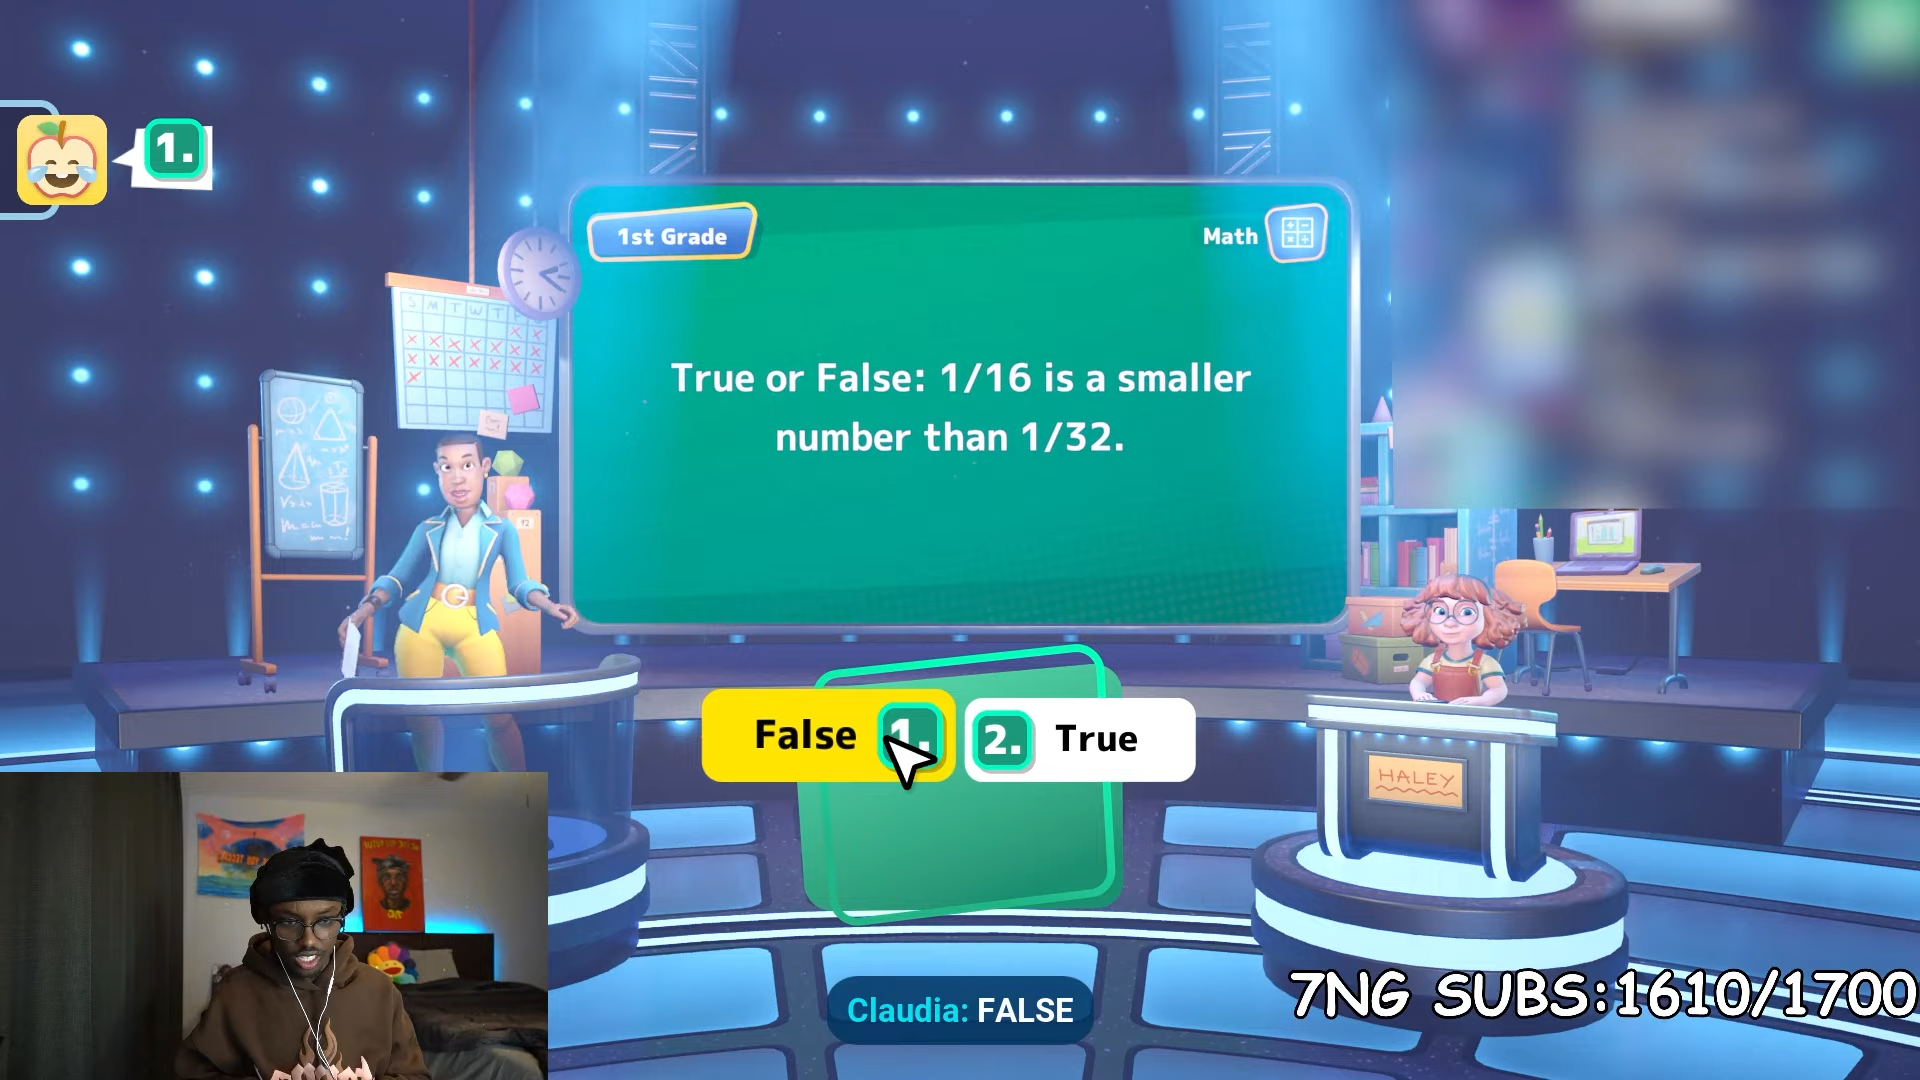 1.
1st Grade
Math
True or False: 1/16 is a smaller
number than 1/32.
S M T W T F S
False 1.
2. True
HALEY
Claudia: FALSE
7NG SUBS:1610/1700